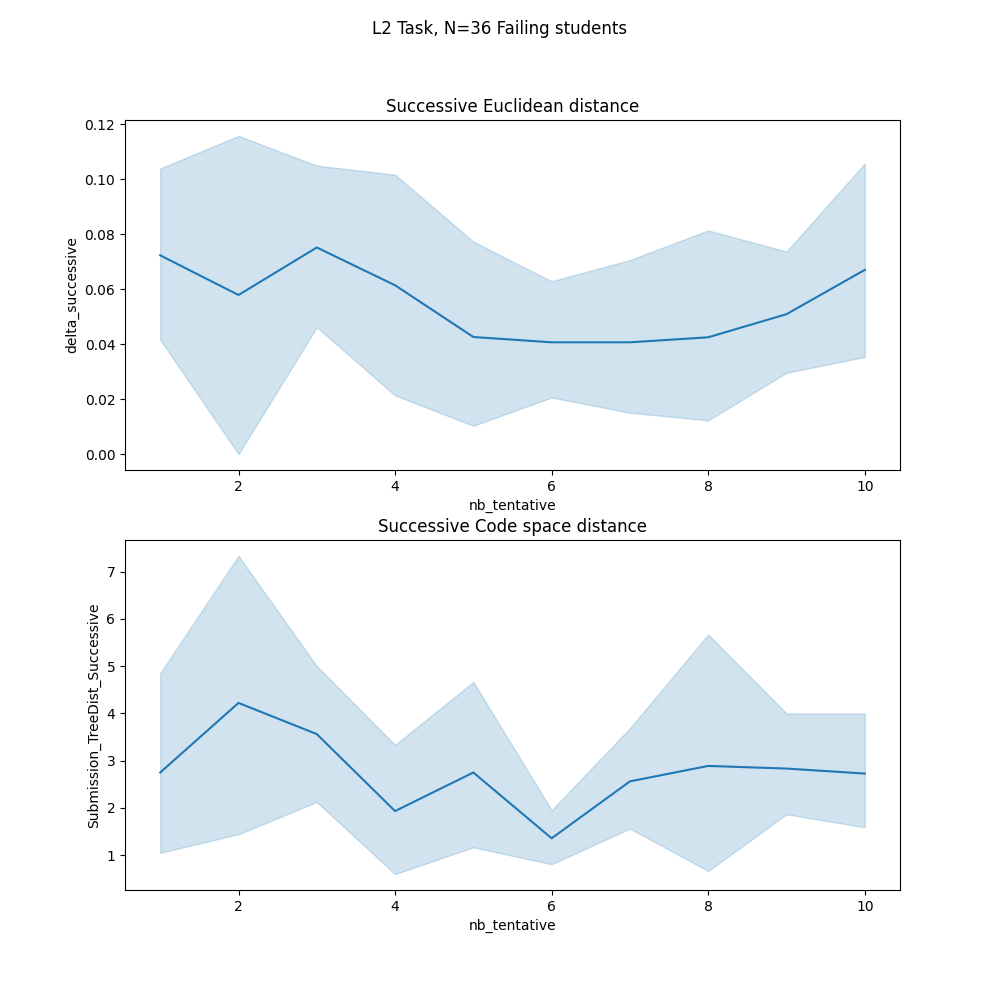 L2 Task, N=36 Failing students
Successive Euclidean distance
0.12
0.10
0.08
0.06
0.04
0.02
0.00
delta_successive
2 4 6 8 10
nb_tentative
Successive Code space distance
7
6
5
4
3
2
1
Submission_TreeDist_Successive
2 4 6 8 10
nb_tentative